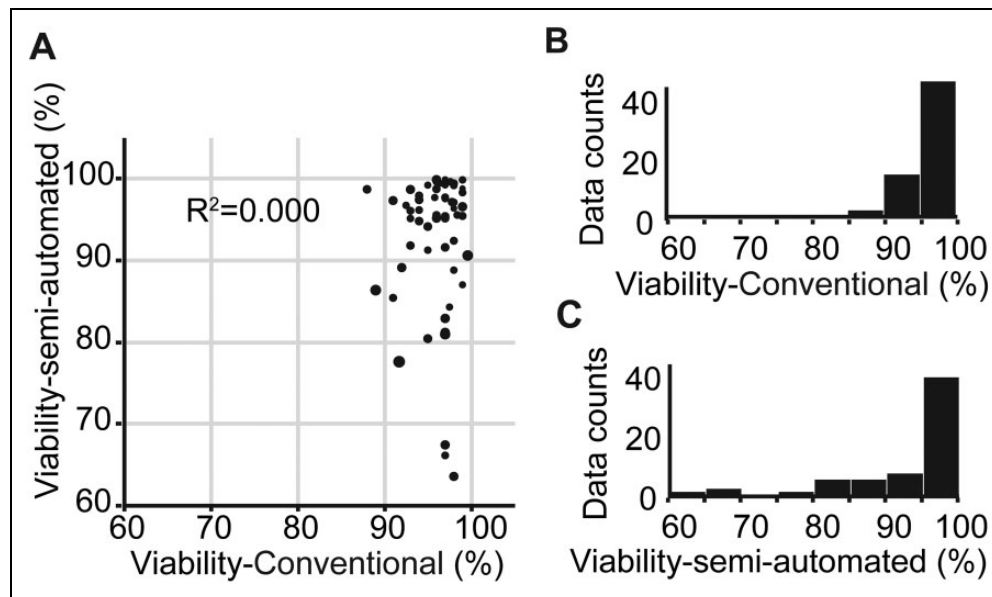 A
Viability-semi-automated (%)
100
90
80
70
60
R²=0.000
60 70 80 90 100
Viability-Conventional (%)
B
Data counts
40
20
0
60 70 80 90 100
Viability-Conventional (%)
C
Data counts
40
20
0
60 70 80 90 100
Viability-semi-automated (%)